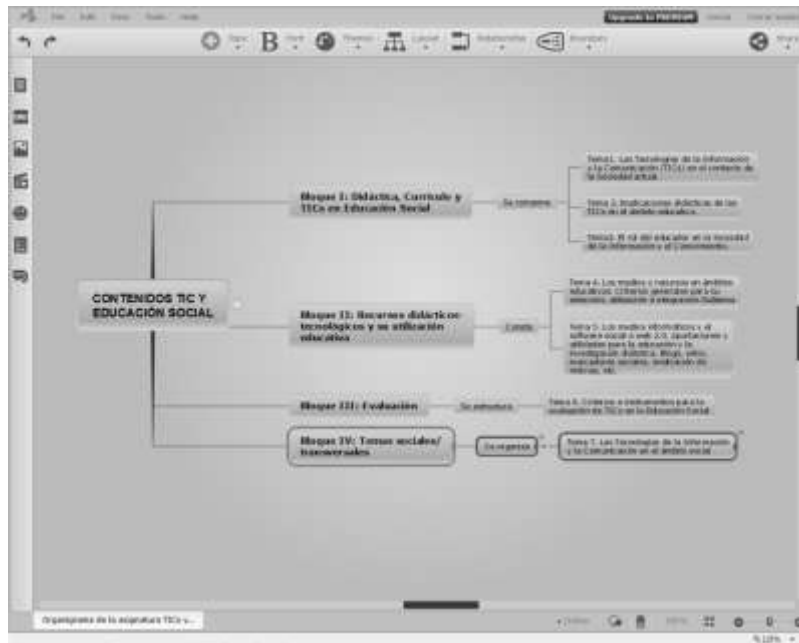 Upgrade to PREMIUM
Bloque I: Didáctica, Currículo y
TICs en Educación Social
Tema1. Las Tecnologías de la Información
y la Comunicación (TICs) en el contexto de
la Sociedad actual.
Tema 2. Implicaciones didácticas de las
TICs en el ámbito educativo.
Tema3. El rol del educador en la Sociedad
de la Información y el Conocimiento.
CONTENIDOS TIC Y
EDUCACIÓN SOCIAL
Bloque II: Recursos didácticos-
tecnológicos y su utilización
educativa
Consta
Tema 4. Los medios y recursos en ámbitos
educativos. Criterios generales para su
selección, utilización e integración
Tema 5. Los medios informáticos y el
software social o web 2.0. Aportaciones y
utilidades para la educación y la
investigación didáctica. Blogs, wikis,
marcadores sociales, sindicación de
noticias, etc.
Bloque III: Evaluación
Se estructura
Tema 6. Criterios e instrumentos para la
evaluación de TICs en la Educación Social
Bloque IV: Temas sociales/
transversales
Se organiza
Tema 7. Las Tecnologías de la Información
y la Comunicación en el ámbito social
Organigrama de la asignatura TICs y...